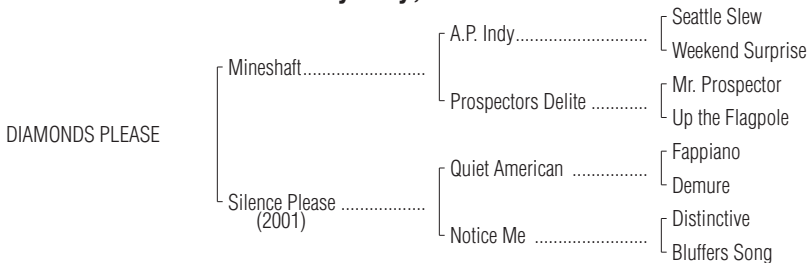 Seattle Slew
A.P. Indy..............................
Weekend Surprise
Mineshaft............................
Mr. Prospector
Prospectors Delite .............
Up the Flagpole
DIAMONDS PLEASE
Fappiano
Quiet American .................
Demure
Silence Please ...................
(2001)
Distinctive
Notice Me ..........................
Bluffers Song